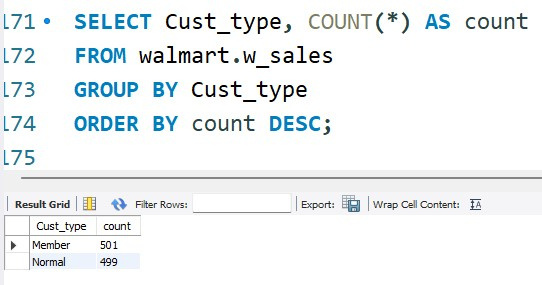 171 SELECT Cust_type, COUNT(*) AS count
172 FROM walmart.w_sales
173 GROUP BY Cust_type
174 ORDER BY count DESC;
175
Result Grid Filter Rows: Export: Wrap Cell Content: IA
Cust_type count
Member 501
Normal 499